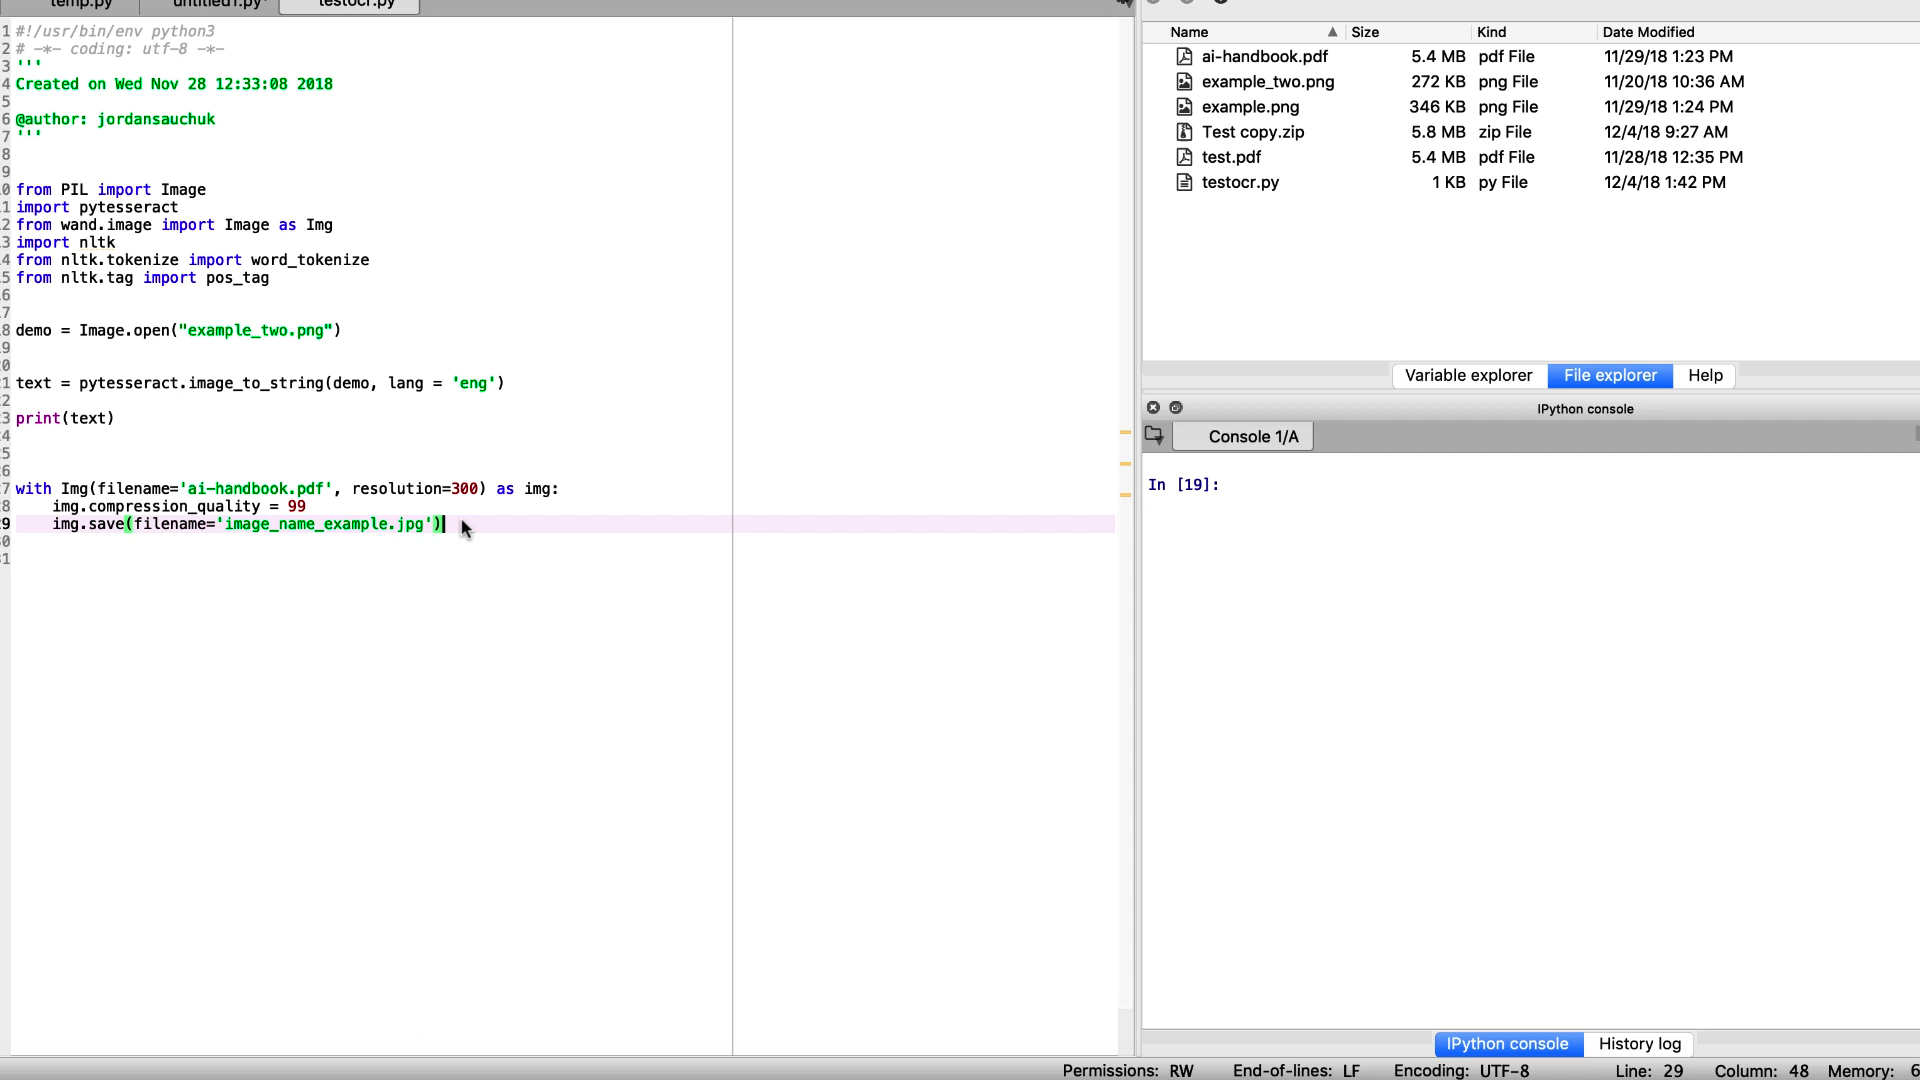 temp.py
untitled1.py*
testocr.py
1 #!/usr/bin/env python3
2 # -*- coding: utf-8 -*-
3 '''
4 Created on Wed Nov 28 12:33:08 2018
5
6 @author: jordansauchuk
7 '''
8
9
0 from PIL import Image
1 import pytesseract
2 from wand.image import Image as Img
3 import nltk
4 from nltk.tokenize import word_tokenize
5 from nltk.tag import pos_tag
6
7
8 demo = Image.open("example_two.png")
9
0
1 text = pytesseract.image_to_string(demo, lang = 'eng')
2
3 print(text)
4
5
6
7 with Img(filename='ai-handbook.pdf', resolution=300) as img:
8     img.compression_quality = 99
9     img.save(filename='image_name_example.jpg')
0
1
Name Size Kind Date Modified
ai-handbook.pdf 5.4 MB pdf File 11/29/18 1:23 PM
example_two.png 272 KB png File 11/20/18 10:36 AM
example.png 346 KB png File 11/29/18 1:24 PM
Test copy.zip 5.8 MB zip File 12/4/18 9:27 AM
test.pdf 5.4 MB pdf File 11/28/18 12:35 PM
testocr.py 1 KB py File 12/4/18 1:42 PM
Variable explorer File explorer Help
IPython console
Console 1/A
In [19]:
IPython console History log
Permissions: RW End-of-lines: LF Encoding: UTF-8 Line: 29 Column: 48 Memory: 6